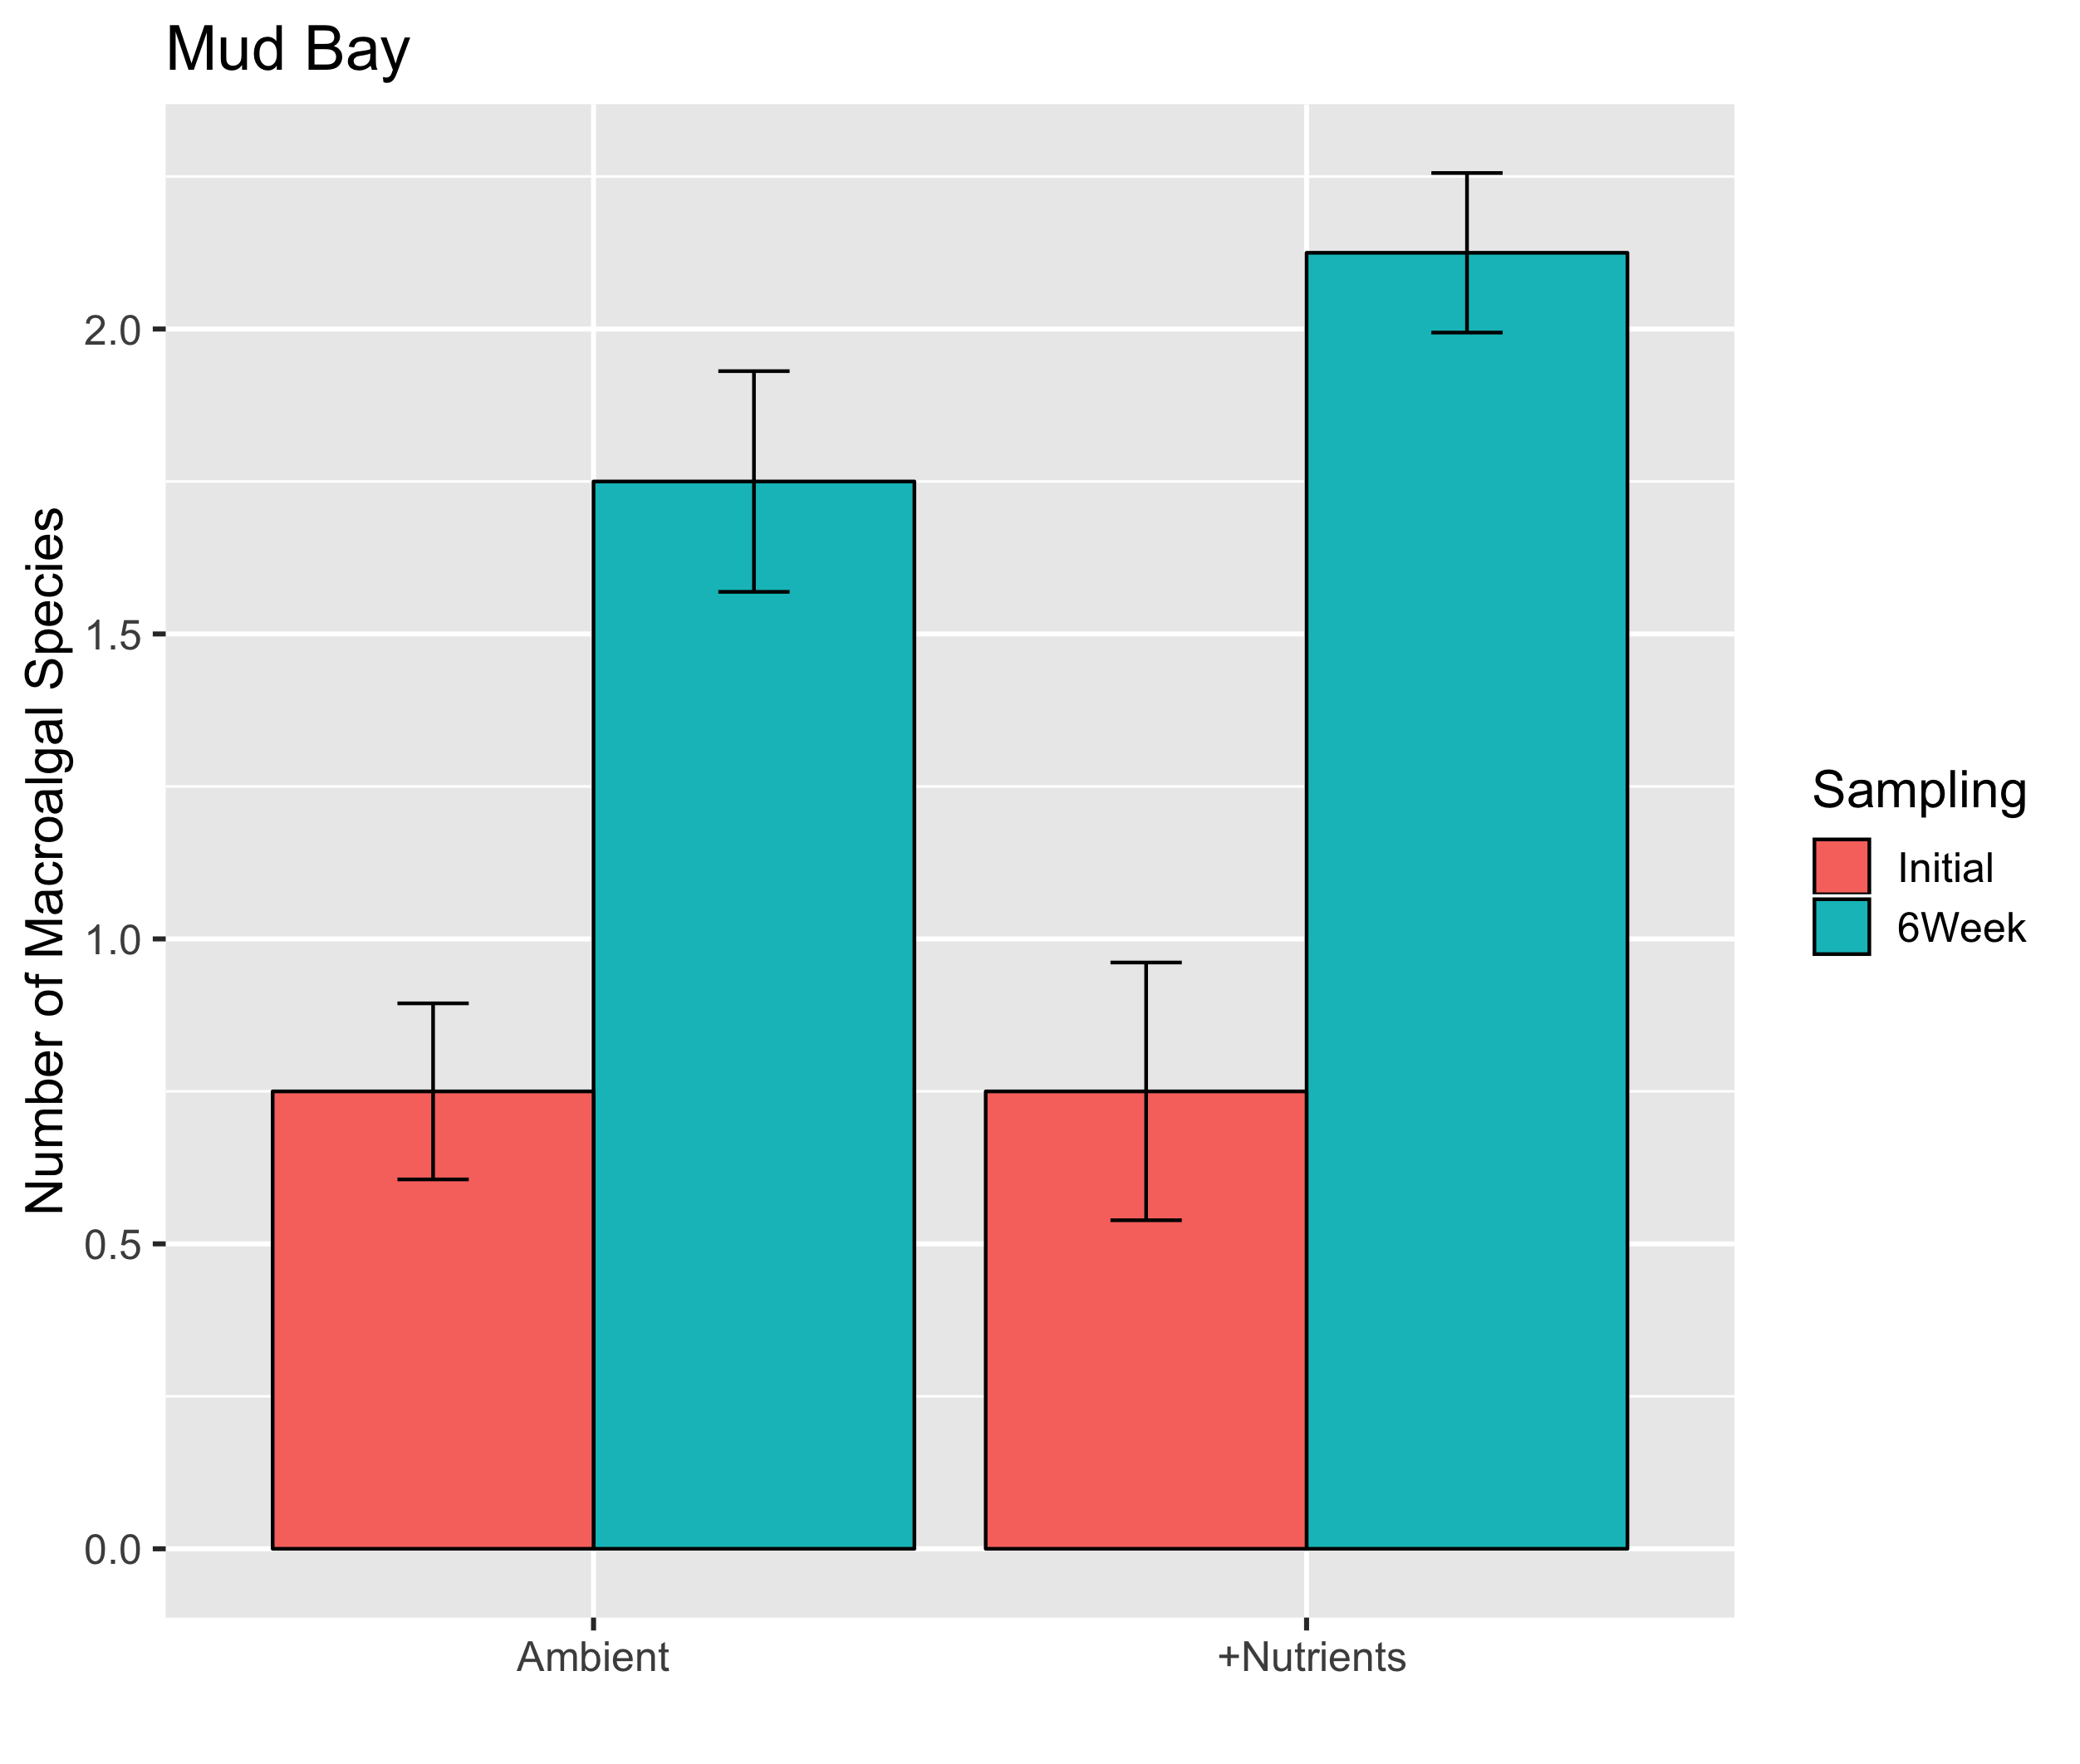 Mud Bay
Number of Macroalgal Species
2.0
1.5
1.0
0.5
0.0
Ambient
+Nutrients
Sampling
Initial
6Week